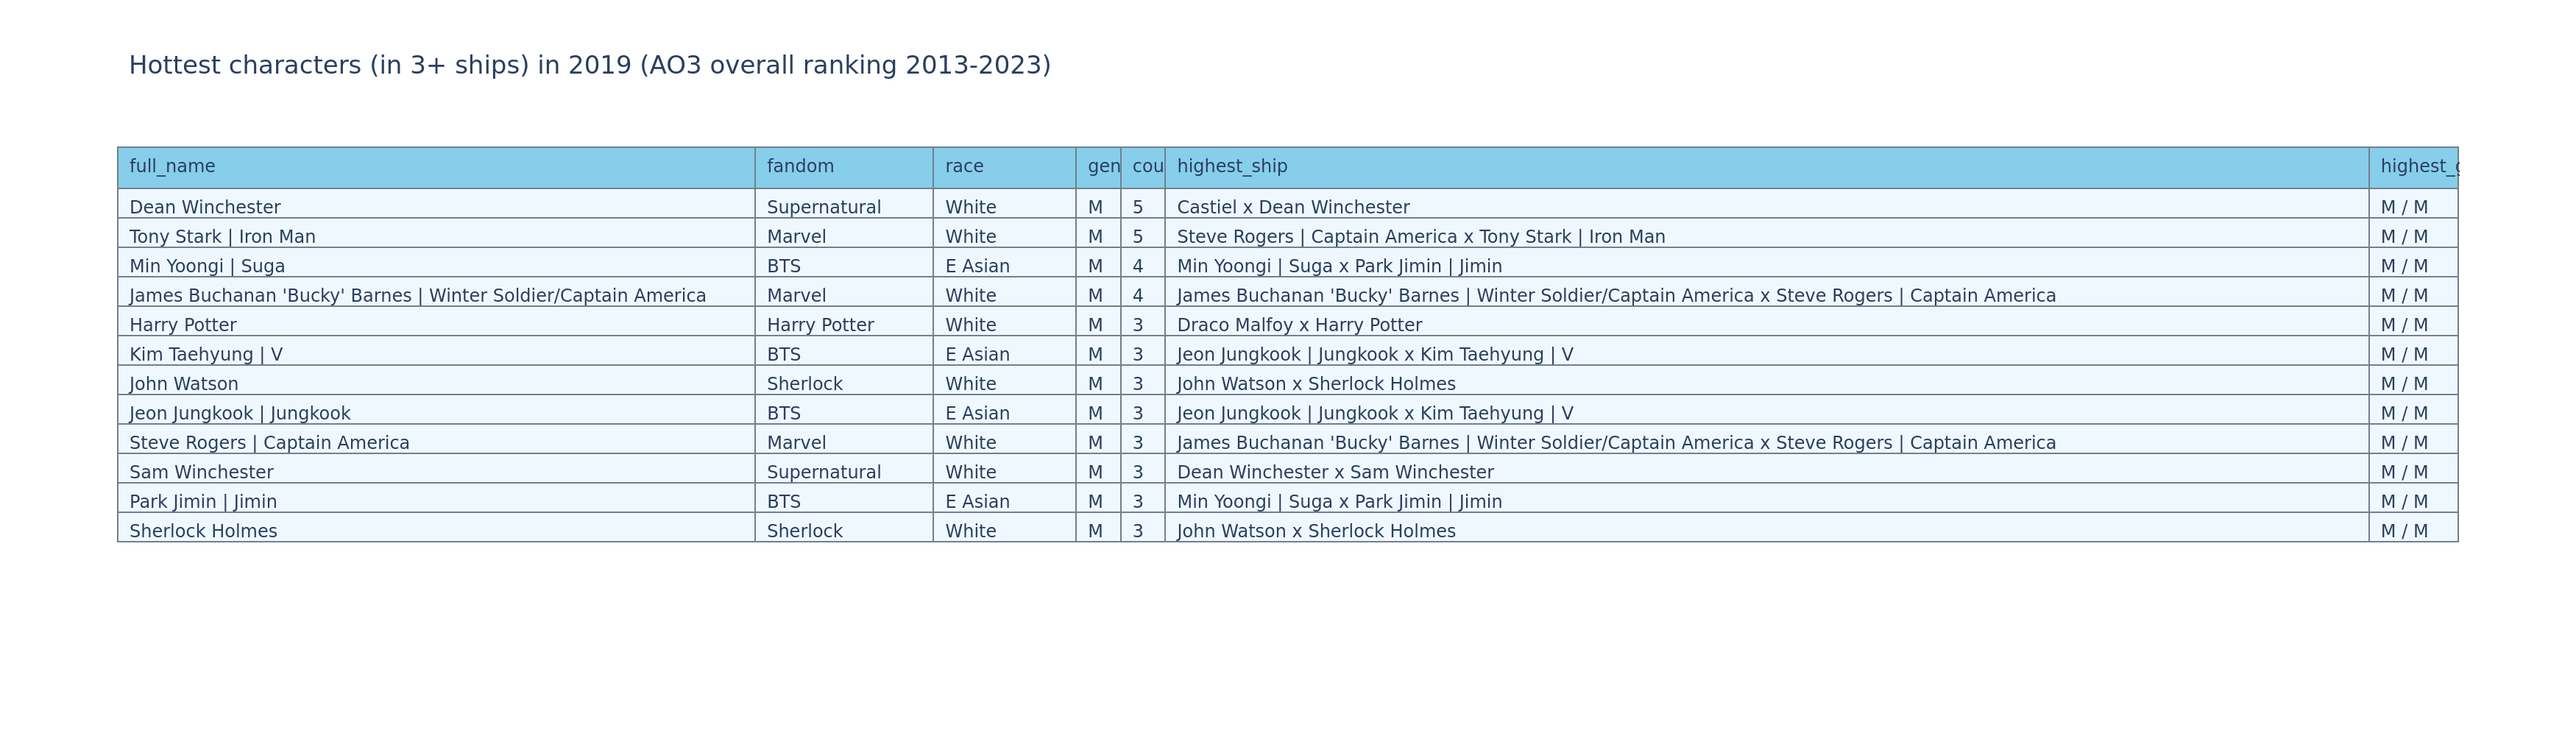 Hottest characters (in 3+ ships) in 2019 (AO3 overall ranking 2013-2023)
full_name fandom race gen cou highest_ship highest_g
Dean Winchester Supernatural White M 5 Castiel x Dean Winchester M / M
Tony Stark | Iron Man Marvel White M 5 Steve Rogers | Captain America x Tony Stark | Iron Man M / M
Min Yoongi | Suga BTS E Asian M 4 Min Yoongi | Suga x Park Jimin | Jimin M / M
James Buchanan 'Bucky' Barnes | Winter Soldier/Captain America Marvel White M 4 James Buchanan 'Bucky' Barnes | Winter Soldier/Captain America x Steve Rogers | Captain America M / M
Harry Potter Harry Potter White M 3 Draco Malfoy x Harry Potter M / M
Kim Taehyung | V BTS E Asian M 3 Jeon Jungkook | Jungkook x Kim Taehyung | V M / M
John Watson Sherlock White M 3 John Watson x Sherlock Holmes M / M
Jeon Jungkook | Jungkook BTS E Asian M 3 Jeon Jungkook | Jungkook x Kim Taehyung | V M / M
Steve Rogers | Captain America Marvel White M 3 James Buchanan 'Bucky' Barnes | Winter Soldier/Captain America x Steve Rogers | Captain America M / M
Sam Winchester Supernatural White M 3 Dean Winchester x Sam Winchester M / M
Park Jimin | Jimin BTS E Asian M 3 Min Yoongi | Suga x Park Jimin | Jimin M / M
Sherlock Holmes Sherlock White M 3 John Watson x Sherlock Holmes M / M